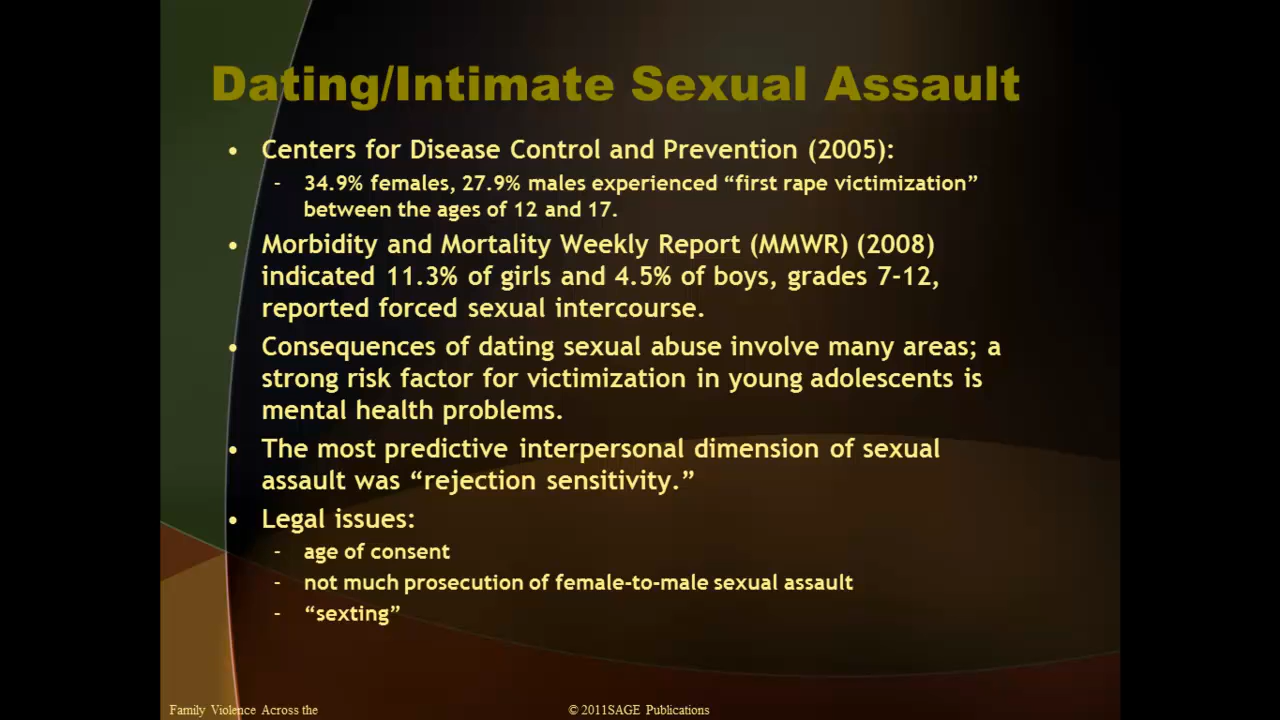 Dating/Intimate Sexual Assault
• Centers for Disease Control and Prevention (2005):
- 34.9% females, 27.9% males experienced “first rape victimization”
between the ages of 12 and 17.
• Morbidity and Mortality Weekly Report (MMWR) (2008)
indicated 11.3% of girls and 4.5% of boys, grades 7-12,
reported forced sexual intercourse.
• Consequences of dating sexual abuse involve many areas; a
strong risk factor for victimization in young adolescents is
mental health problems.
• The most predictive interpersonal dimension of sexual
assault was “rejection sensitivity.”
• Legal issues:
- age of consent
- not much prosecution of female-to-male sexual assault
- “sexting”
Family Violence Across the
© 2011SAGE Publications